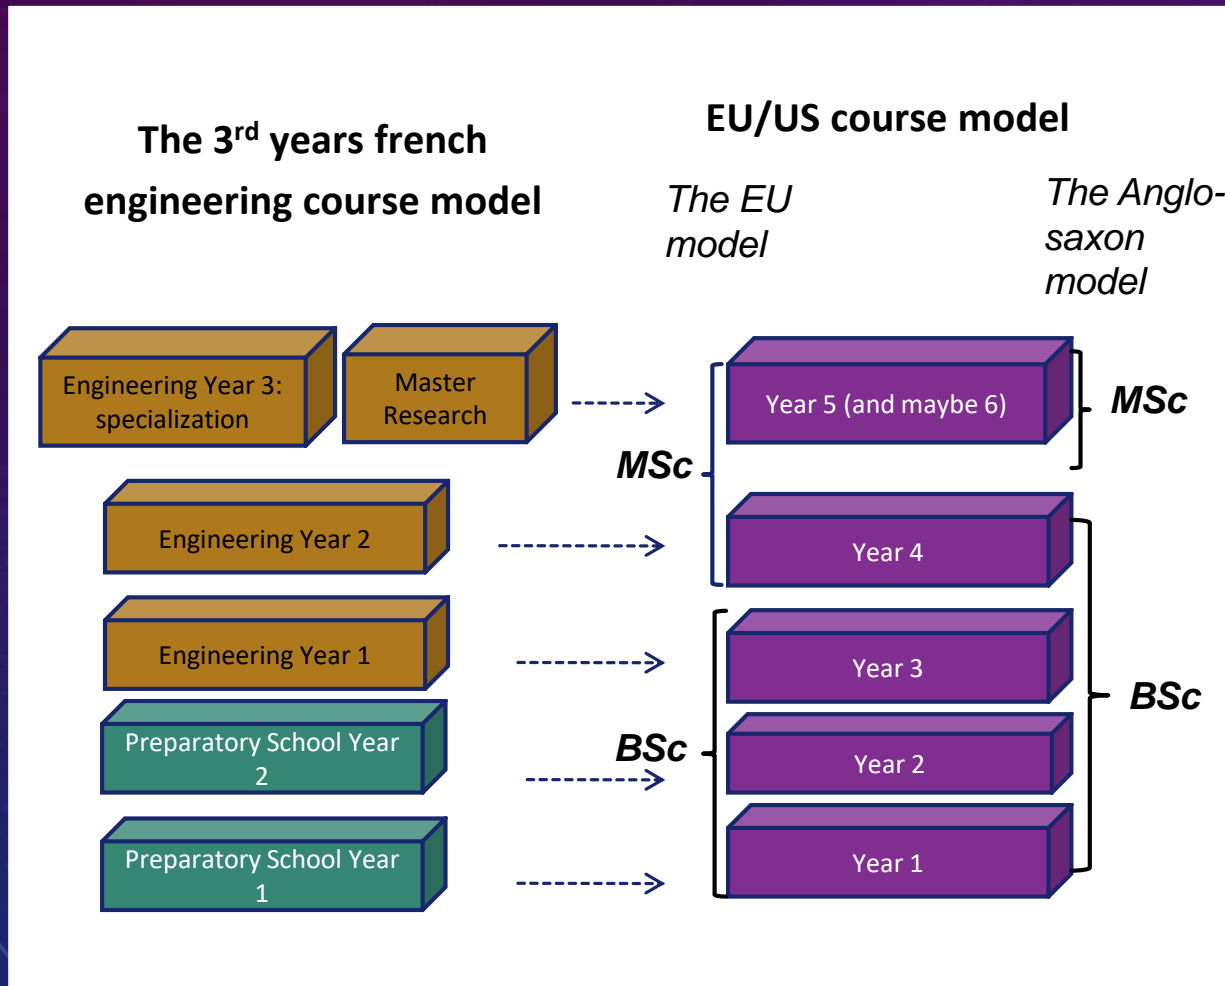 The 3rd years french
engineering course model
EU/US course model
The EU
model
The Anglo-
saxon
model
Engineering Year 3:
specialization
Master
Research
Year 5 (and maybe 6)
MSc
MSc
Engineering Year 2
Year 4
Engineering Year 1
Year 3
BSc
Preparatory School Year
2
BSc
Year 2
Preparatory School Year
1
Year 1